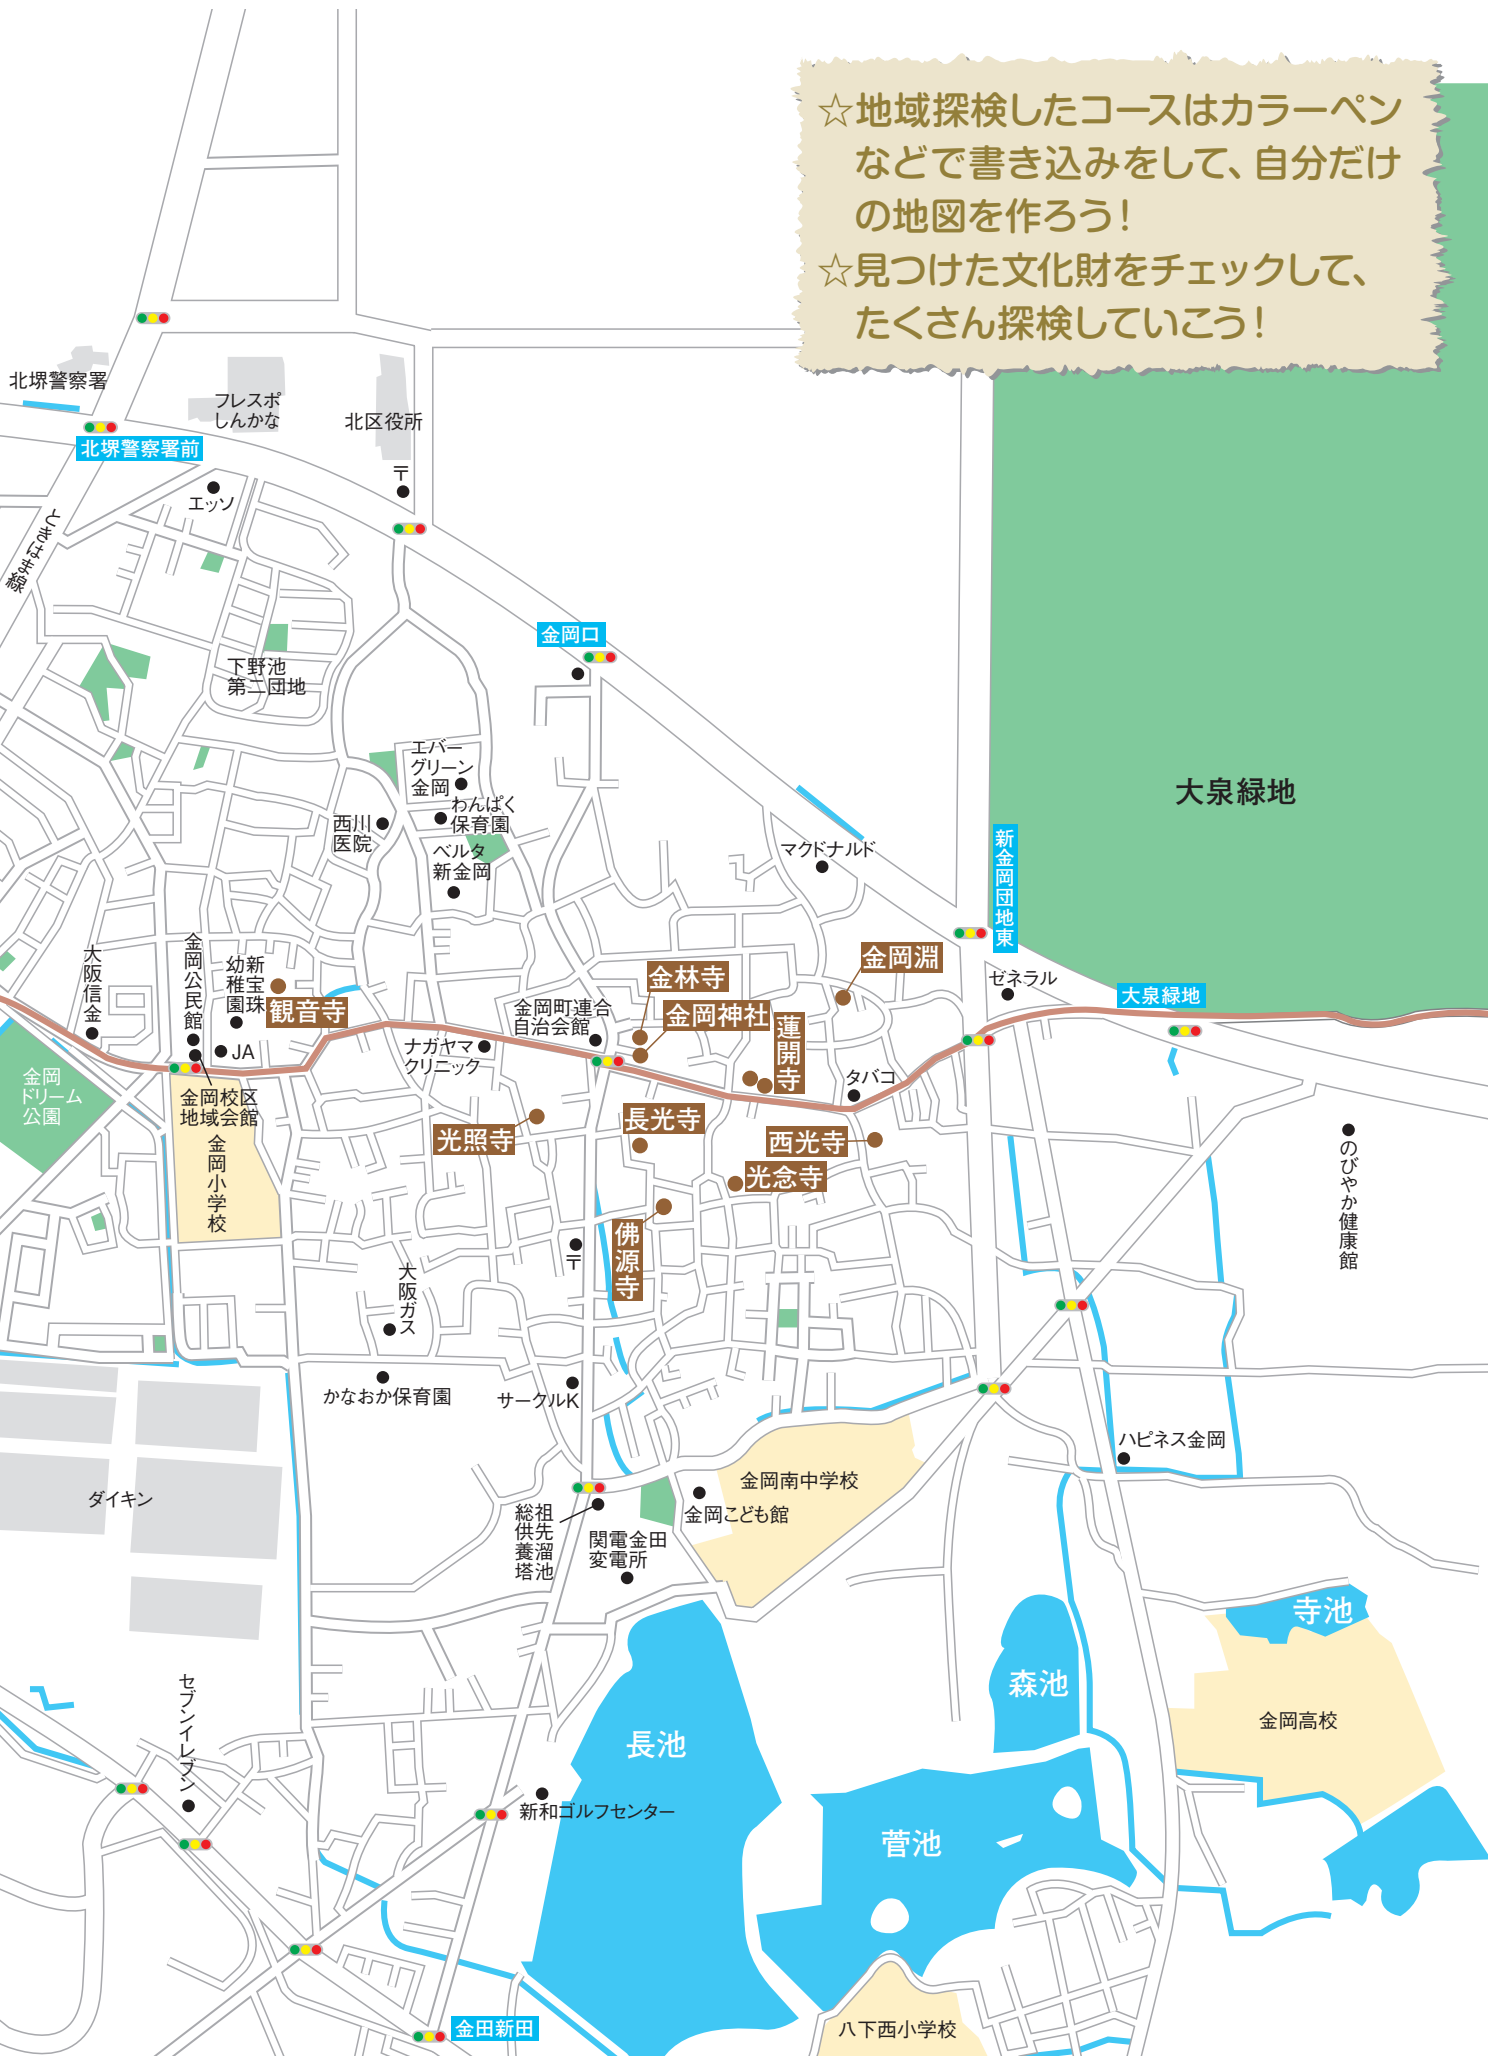 ☆地域探検したコースはカラーペン
などで書き込みをして、自分だけ
の地図を作ろう！
☆見つけた文化財をチェックして、
たくさん探検していこう！
北堺警察署
フレスポ
しんかな
北区役所
北堺警察署前
〒
エッソ
ときはま線
金岡口
下野池
第二団地
エバー
グリーン
金岡
わんぱく
保育園
西川
医院
ベルタ
新金岡
大泉緑地
マクドナルド
新金岡団地東
大阪信金
金岡公民館
新宝珠
幼稚園
観音寺
金岡町連合
自治会館
金林寺
金岡神社
蓮開寺
金岡淵
ゼネラル
大泉緑地
JA
ナガヤマ
クリニック
タバコ
金岡
ドリーム
公園
金岡校区
地域会館
金岡小学校
光照寺
長光寺
西光寺
光念寺
佛源寺
のびやか健康館
〒
大阪ガス
かなおか保育園
サークルK
ハピネス金岡
ダイキン
金岡南中学校
金岡こども館
祖先溜池
総供養塔
関電金田
変電所
寺池
森池
金岡高校
セブンイレブン
長池
新和ゴルフセンター
菅池
金田新田
八下西小学校